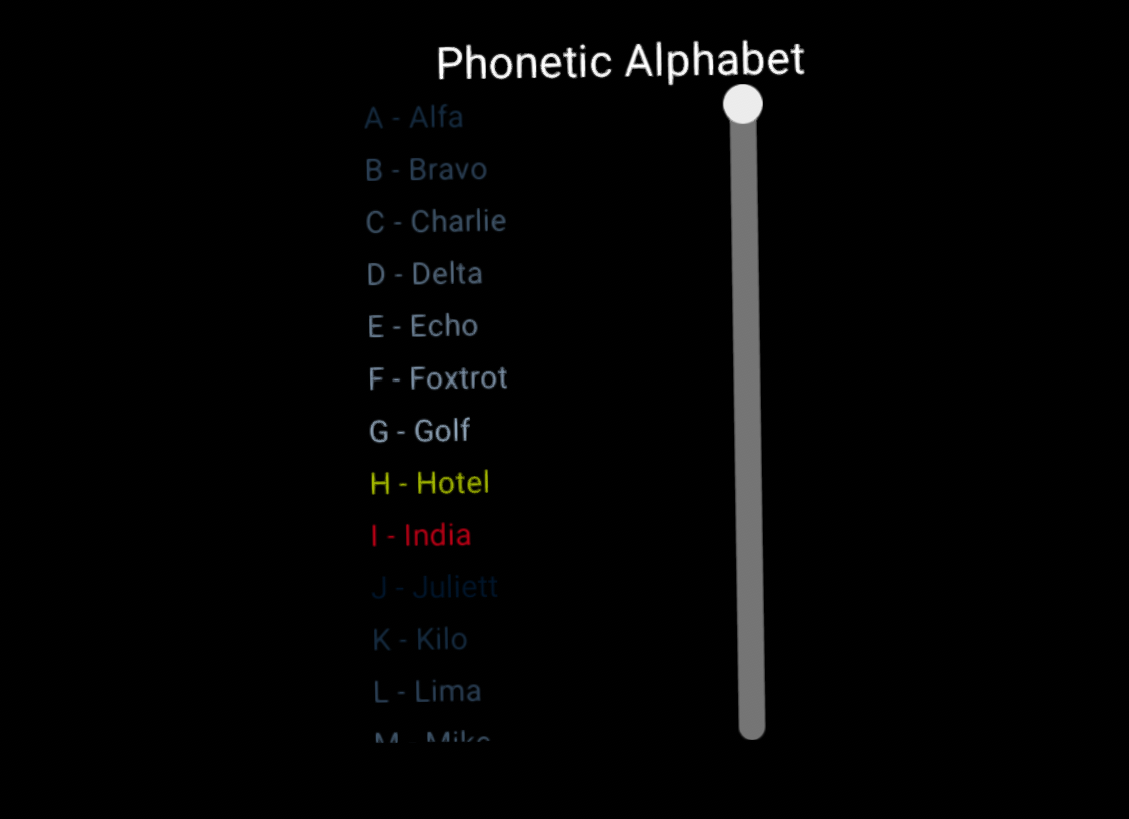 Phonetic Alphabet
A - Alfa
B - Bravo
C - Charlie
D - Delta
E - Echo
F - Foxtrot
G - Golf
H - Hotel
I - India
J - Juliett
K - Kilo
L - Lima
M - Mike